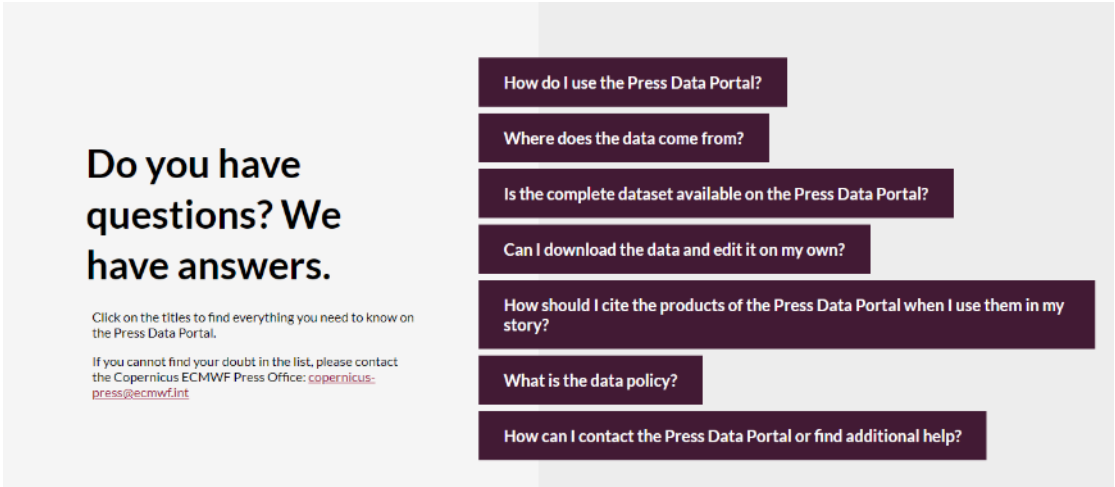 Do you have
questions? We
have answers.
Click on the titles to find everything you need to know on
the Press Data Portal.
If you cannot find your doubt in the list, please contact
the Copernicus ECMWF Press Office: copernicus-
press@ecmwf.int
How do I use the Press Data Portal?
Where does the data come from?
Is the complete dataset available on the Press Data Portal?
Can I download the data and edit it on my own?
How should I cite the products of the Press Data Portal when I use them in my
story?
What is the data policy?
How can I contact the Press Data Portal or find additional help?